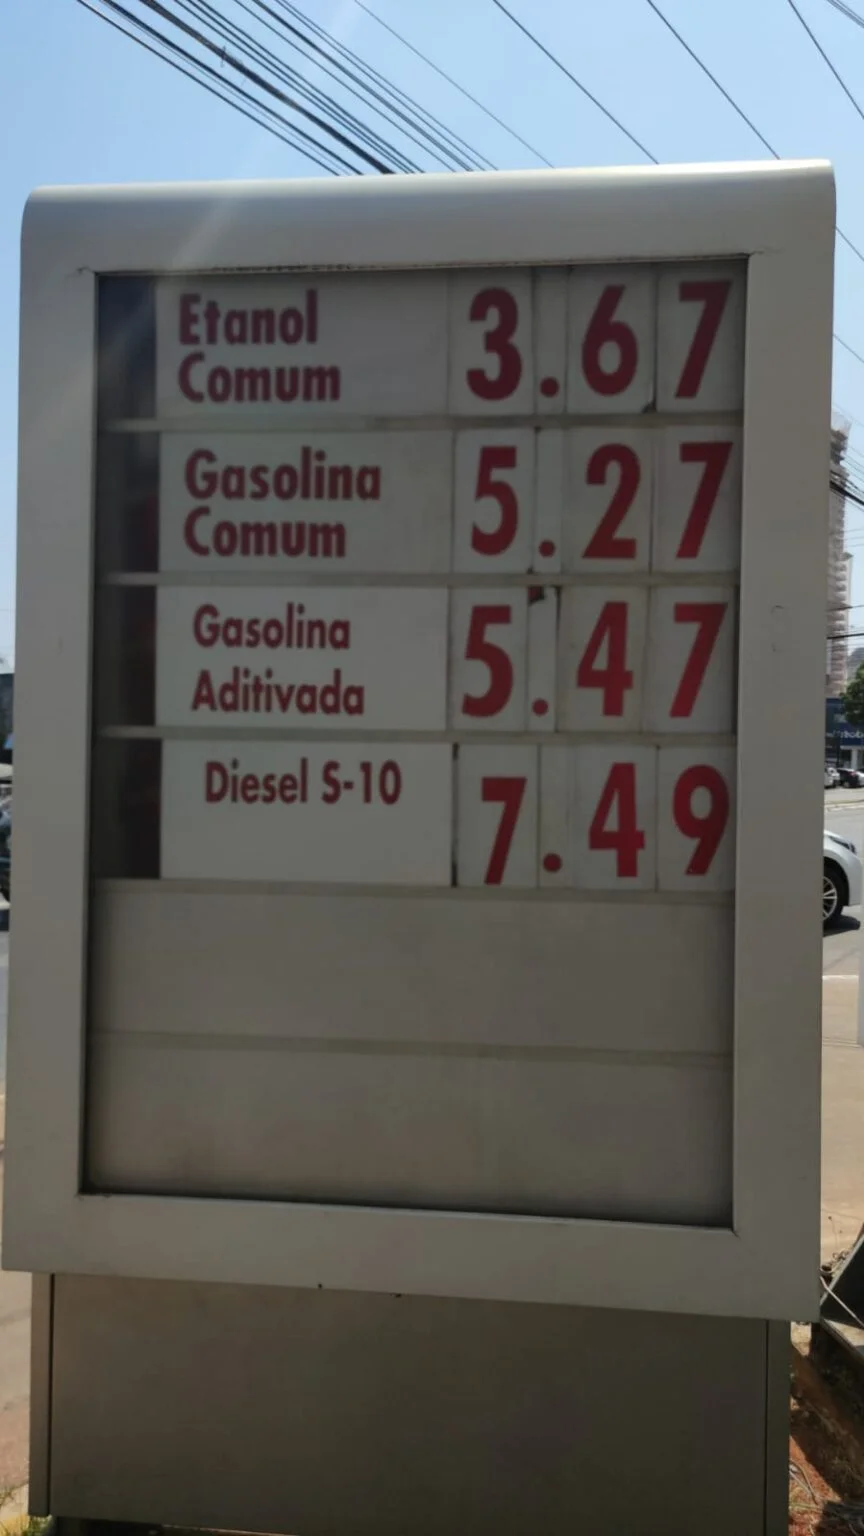 Etanol
Comum 3.67
Gasolina
Comum 5.27
Gasolina
Aditivada 5.47
Diesel S-10 7.49